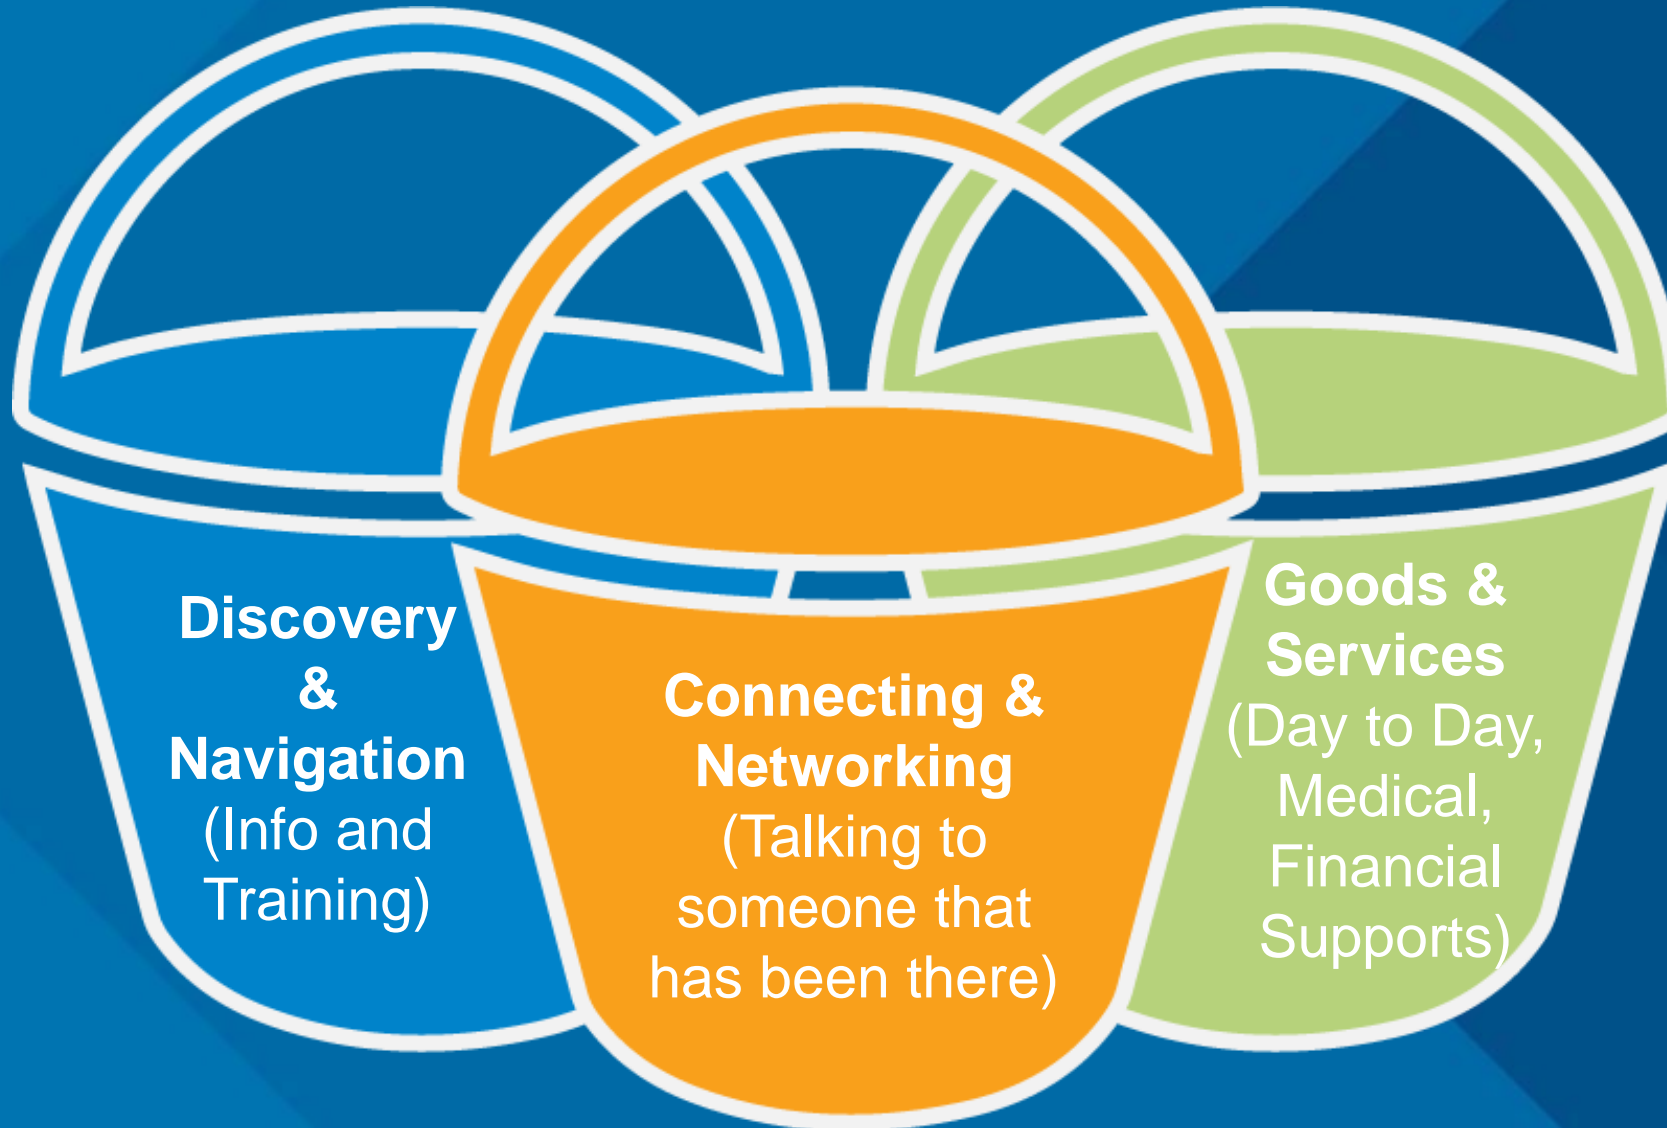 Discovery
&
Navigation
(Info and
Training)
Connecting &
Networking
(Talking to
someone that
has been there)
Goods &
Services
(Day to Day,
Medical,
Financial
Supports)